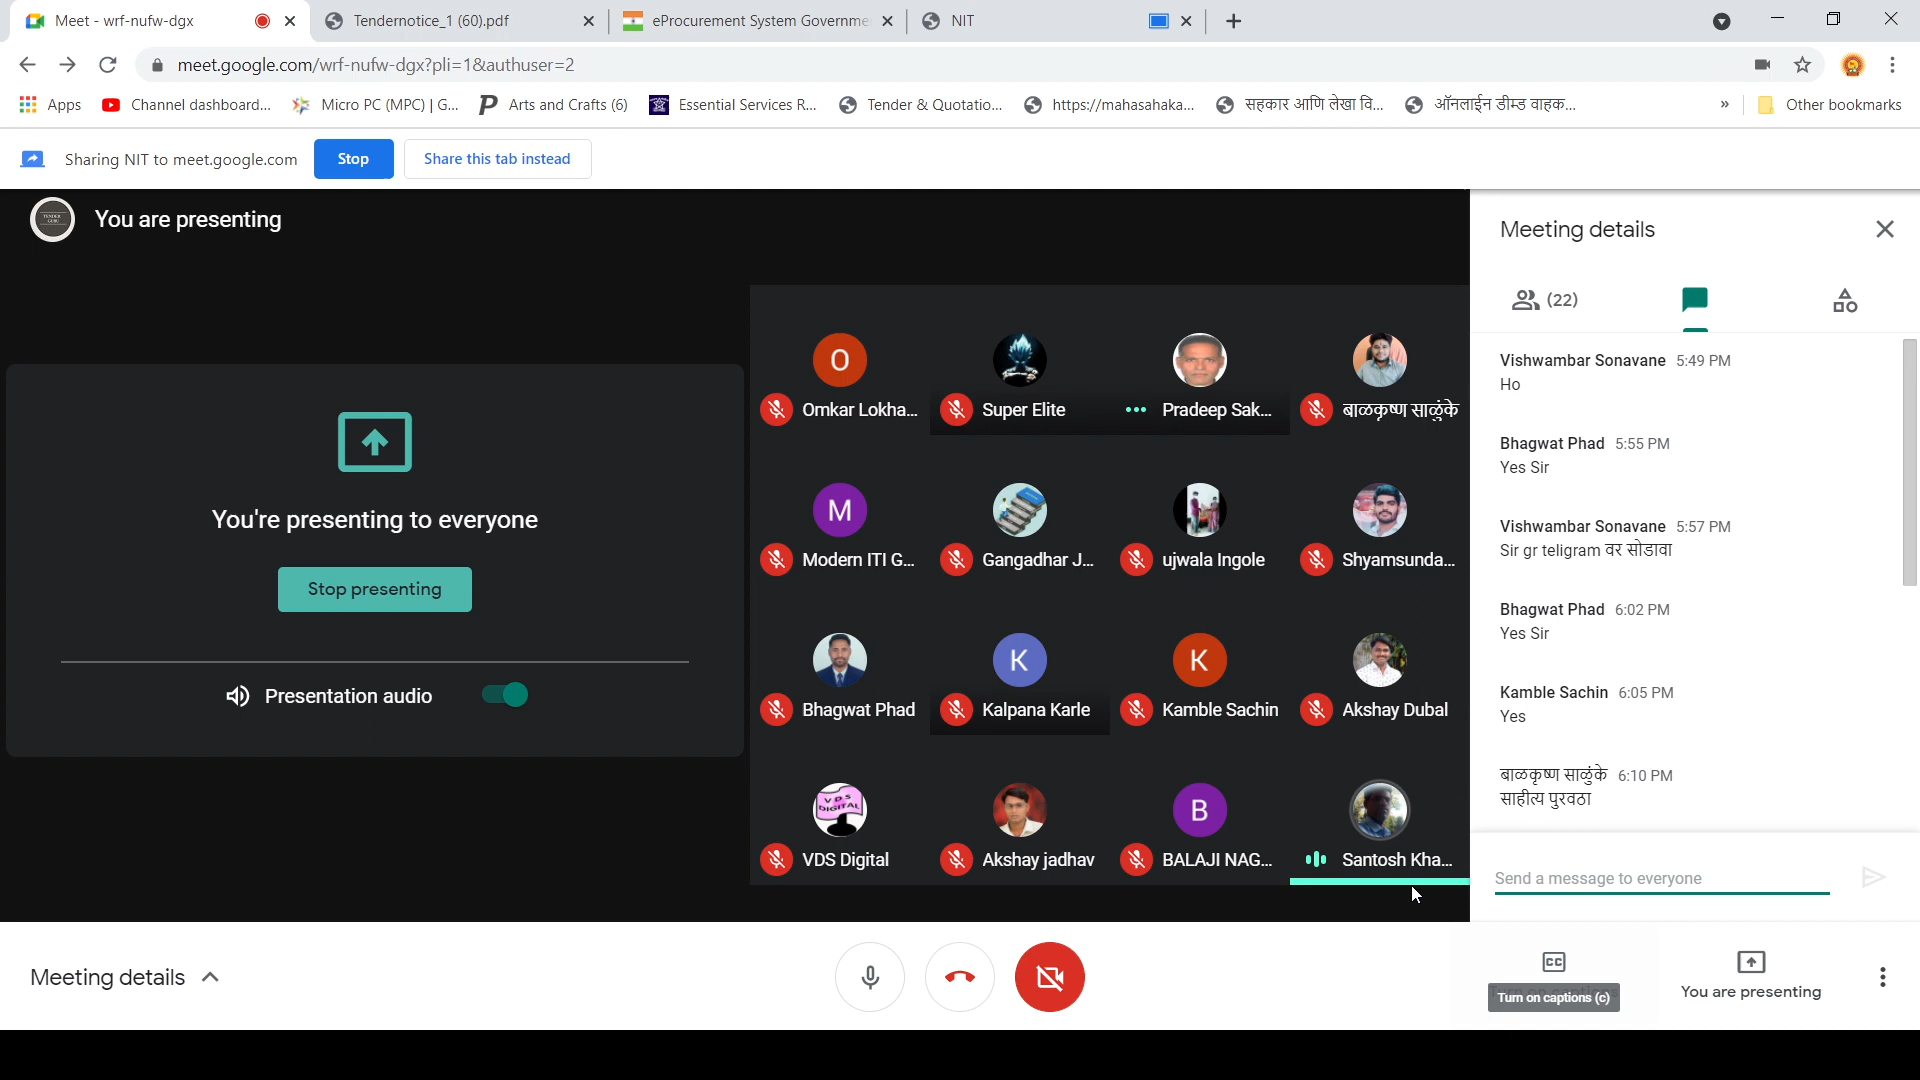 Meet - wrf-nufw-dgx
Tendernotice_1 (60).pdf
eProcurement System Governme
NIT
meet.google.com/wrf-nufw-dgx?pli=1&authuser=2
Apps
Channel dashboard...
Micro PC (MPC) | G...
Arts and Crafts (6)
Essential Services R...
Tender & Quotatio...
https://mahasahaka...
सहकार आणि लेखा वि...
ऑनलाईन डीम्ड वाहक...
»
Other bookmarks
Sharing NIT to meet.google.com
Stop
Share this tab instead
TENDER
GURU
You are presenting
You're presenting to everyone
Stop presenting
Presentation audio
O
Omkar Lokha...
Super Elite
Pradeep Sak...
बाळकृष्ण साळुंके
M
Modern ITI G...
Gangadhar J...
ujwala Ingole
Shyamsunda...
Bhagwat Phad
K
Kalpana Karle
K
Kamble Sachin
Akshay Dubal
VDS
DIGITAL
VDS Digital
Akshay jadhav
B
BALAJI NAG...
Santosh Kha...
Meeting details
(22)
Vishwambar Sonavane 5:49 PM
Ho
Bhagwat Phad 5:55 PM
Yes Sir
Vishwambar Sonavane 5:57 PM
Sir gr teligram वर सोडावा
Bhagwat Phad 6:02 PM
Yes Sir
Kamble Sachin 6:05 PM
Yes
बाळकृष्ण साळुंके 6:10 PM
साहीत्य पुरवठा
Send a message to everyone
Meeting details
CC
Turn on captions (c)
You are presenting